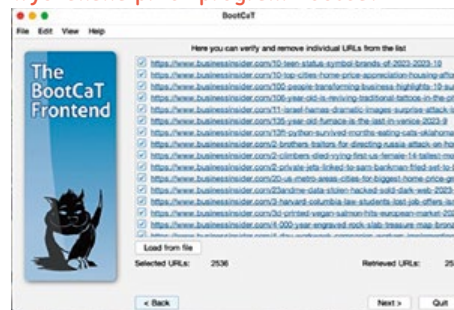 BootCaT
File Edit View Help
Here you can verify and remove individual URLs from the list
The
BootCaT
Frontend
https://www.businessinsider.com/10-teen-status-symbol-brands-of-2023-2023-10
https://www.businessinsider.com/10-top-cities-home-price-appreciation-housing-affor
https://www.businessinsider.com/100-people-transforming-business-highlights-10-su
https://www.businessinsider.com/106-year-old-is-reviving-traditional-tattoos-in-the-p
https://www.businessinsider.com/11-israel-hamas-dramatic-images-surprise-attack-i
https://www.businessinsider.com/135-year-old-furnace-is-the-last-in-venice-2023-9
https://www.businessinsider.com/13ft-python-survived-months-eating-cats-oklahoma
https://www.businessinsider.com/2-brothers-traitors-for-directing-russia-attack-on-ho
https://www.businessinsider.com/2-climbers-died-vying-first-us-female-14-tallest-mo
https://www.businessinsider.com/2-private-jets-linked-to-sam-bankman-fried-set-to-
https://www.businessinsider.com/20-us-metro-areas-cities-for-biggest-home-price-gr
https://www.businessinsider.com/23andme-data-stolen-hacked-sold-dark-web-2023-
https://www.businessinsider.com/3-harvard-columbia-law-students-lost-job-offers-isr
https://www.businessinsider.com/3d-printed-vegan-salmon-hits-european-market-202
https://www.businessinsider.com/4-000-year-engraved-rock-slab-treasure-map-bronz
Load from file
Selected URLs: 2536 Retrieved URLs: 25
< Back Next > Quit